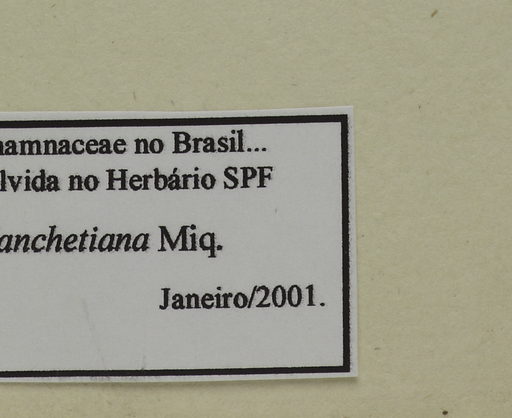 hamnaceae no Brasil...
lvida no Herbário SPF
anchetiana Miq.
Janeiro/2001.